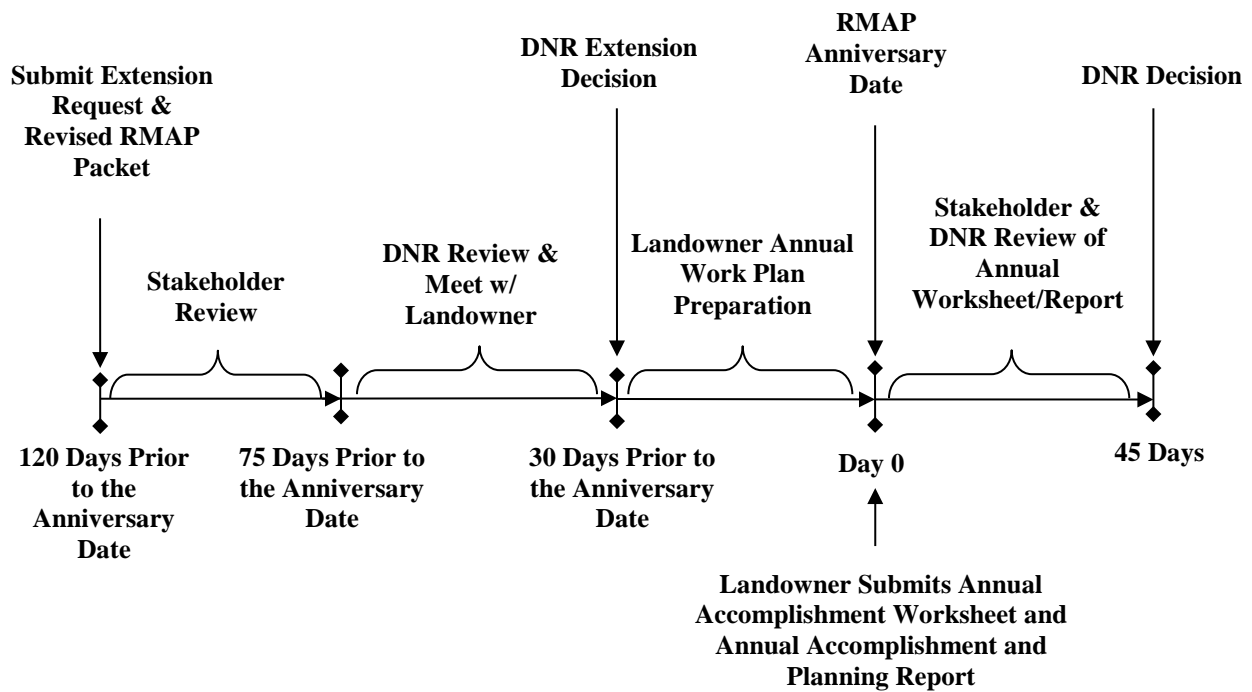 Submit Extension
Request &
Revised RMAP
Packet
DNR Extension
Decision
RMAP
Anniversary
Date
DNR Decision
Stakeholder
Review
DNR Review &
Meet w/
Landowner
Landowner Annual
Work Plan
Preparation
Stakeholder &
DNR Review of
Annual
Worksheet/Report
120 Days Prior
to the
Anniversary
Date
75 Days Prior to
the Anniversary
Date
30 Days Prior to
the Anniversary
Date
Day 0
45 Days
Landowner Submits Annual
Accomplishment Worksheet and
Annual Accomplishment and
Planning Report